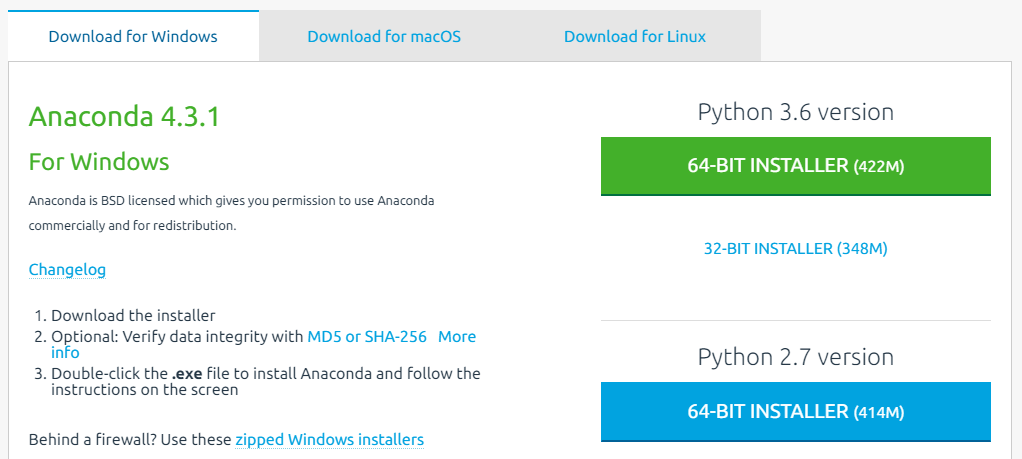 Download for Windows
Download for macOS
Download for Linux
Anaconda 4.3.1
For Windows
Anaconda is BSD licensed which gives you permission to use Anaconda
commercially and for redistribution.
Changelog
1. Download the installer
2. Optional: Verify data integrity with MD5 or SHA-256 More
info
3. Double-click the .exe file to install Anaconda and follow the
instructions on the screen
Behind a firewall? Use these zipped Windows installers
Python 3.6 version
64-BIT INSTALLER (422M)
32-BIT INSTALLER (348M)
Python 2.7 version
64-BIT INSTALLER (414M)